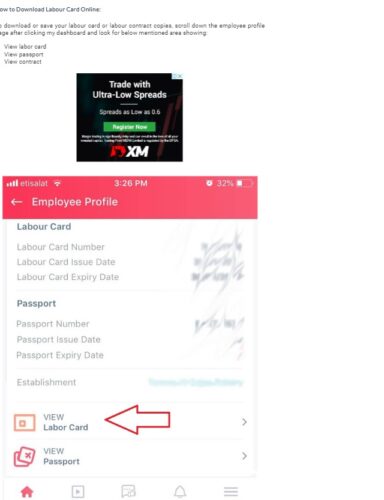 ow to Download Labour Card Online:
o download or save your labour card or labour contract copies, scroll down the employee profile
age after clicking my deshboard and look for below mentioned area showing:
View labor card
View passport
View contract
Trade with
Ultra-Low Spreads
Spreads as Low as 0.6
Register Now
XM
etisalat 3:26 PM 32%
Employee Profile
Labour Card
Labour Card Number
Labour Card Issue Date
Labour Card Expiry Date
Passport
Passport Number
Passport Issue Date
Passport Expiry Date
Establishment
VIEW
Labor Card
VIEW
Passport